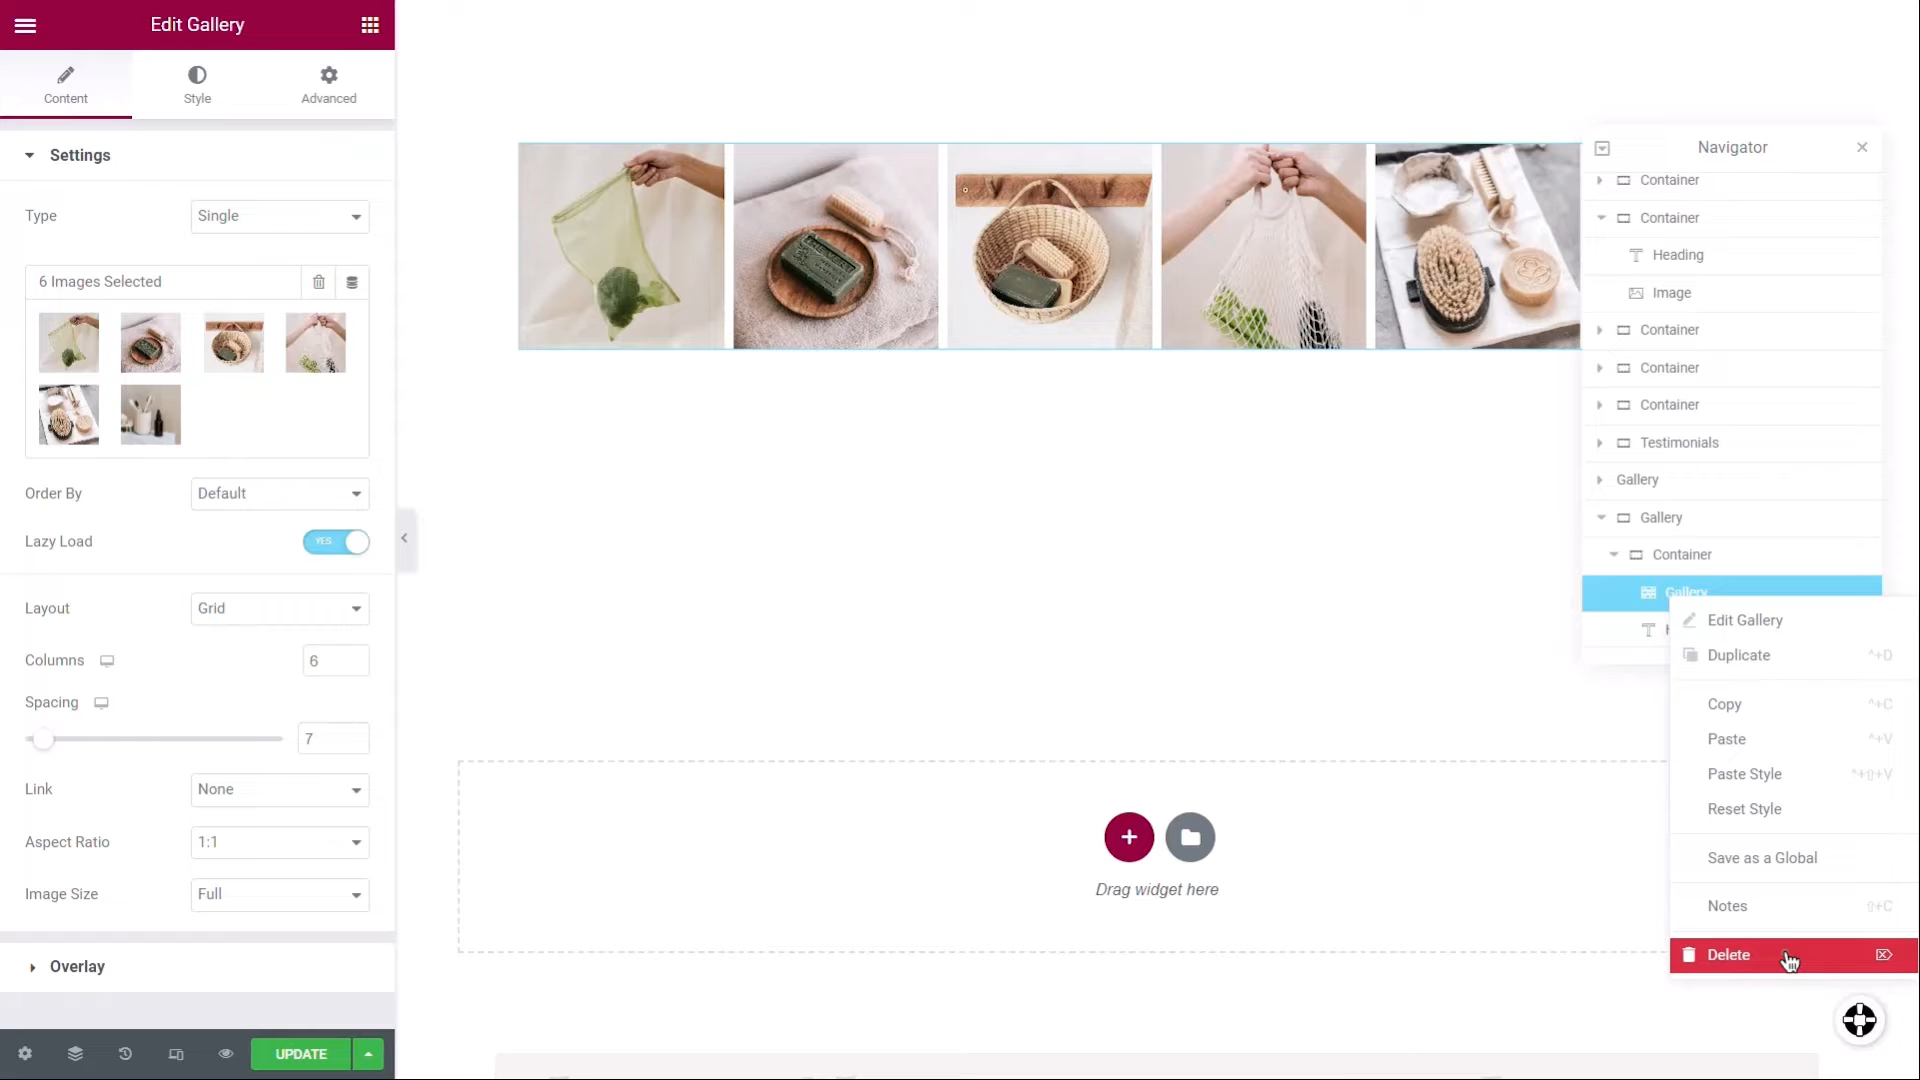 Edit Gallery
Content
Style
Advanced
Settings
Type
Single
6 Images Selected
Order By
Default
Lazy Load
YES
Layout
Grid
Columns
6
Spacing
7
Link
None
Aspect Ratio
1:1
Image Size
Full
Overlay
UPDATE
Drag widget here
Navigator
Container
Container
Heading
Image
Container
Container
Container
Testimonials
Gallery
Gallery
Container
Gallery
Edit Gallery
Duplicate ^+D
Copy ^+C
Paste ^+V
Paste Style ^+⇧+V
Reset Style
Save as a Global
Notes ⇧+C
Delete ⌦